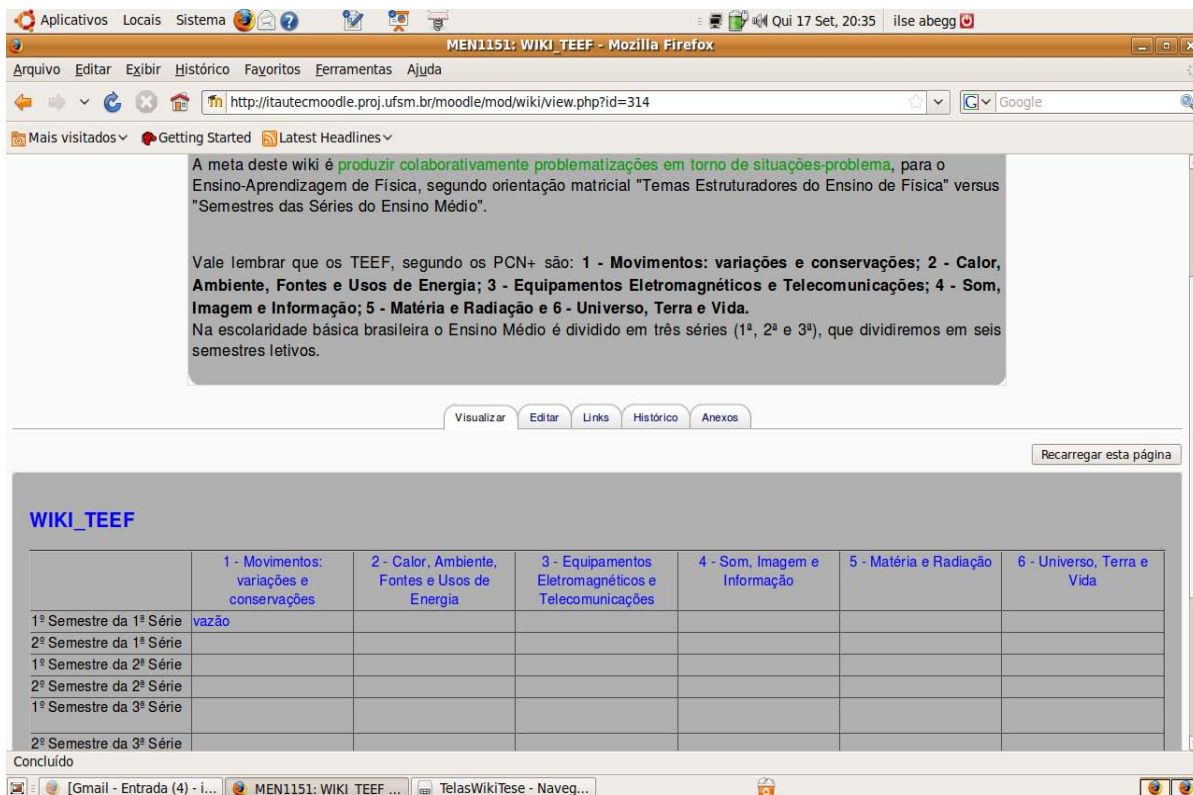 Aplicativos Locais Sistema Qui 17 Set, 20:35 ilse abegg
MEN1151: WIKI_TEEF - Mozilla Firefox
Arquivo Editar Exibir Histórico Favoritos Ferramentas Ajuda
http://itautecmoodle.proj.ufsm.br/moodle/mod/wiki/view.php?id=314 Google
Mais visitados Getting Started Latest Headlines
A meta deste wiki é produzir colaborativamente problematizações em torno de situações-problema, para o
Ensino-Aprendizagem de Física, segundo orientação matricial "Temas Estruturadores do Ensino de Física" versus
"Semestres das Séries do Ensino Médio".
Vale lembrar que os TEEF, segundo os PCN+ são: 1 - Movimentos: variações e conservações; 2 - Calor,
Ambiente, Fontes e Usos de Energia; 3 - Equipamentos Eletromagnéticos e Telecomunicações; 4 - Som,
Imagem e Informação; 5 - Matéria e Radiação e 6 - Universo, Terra e Vida.
Na escolaridade básica brasileira o Ensino Médio é dividido em três séries (1ª, 2ª e 3ª), que dividiremos em seis
semestres letivos.
Visualizar Editar Links Histórico Anexos
Recarregar esta página
WIKI_TEEF
1 - Movimentos: 2 - Calor, Ambiente, 3 - Equipamentos 4 - Som, Imagem e 5 - Matéria e Radiação 6 - Universo, Terra e
variações e Fontes e Usos de Eletromagnéticos e Informação Vida
conservações Energia Telecomunicações
1º Semestre da 1ª Série vazão
2º Semestre da 1ª Série
1º Semestre da 2ª Série
2º Semestre da 2ª Série
1º Semestre da 3ª Série
2º Semestre da 3ª Série
Concluído
[Gmail - Entrada (4) - i... MEN1151: WIKI_TEEF ... TelasWikiTese - Naveg...